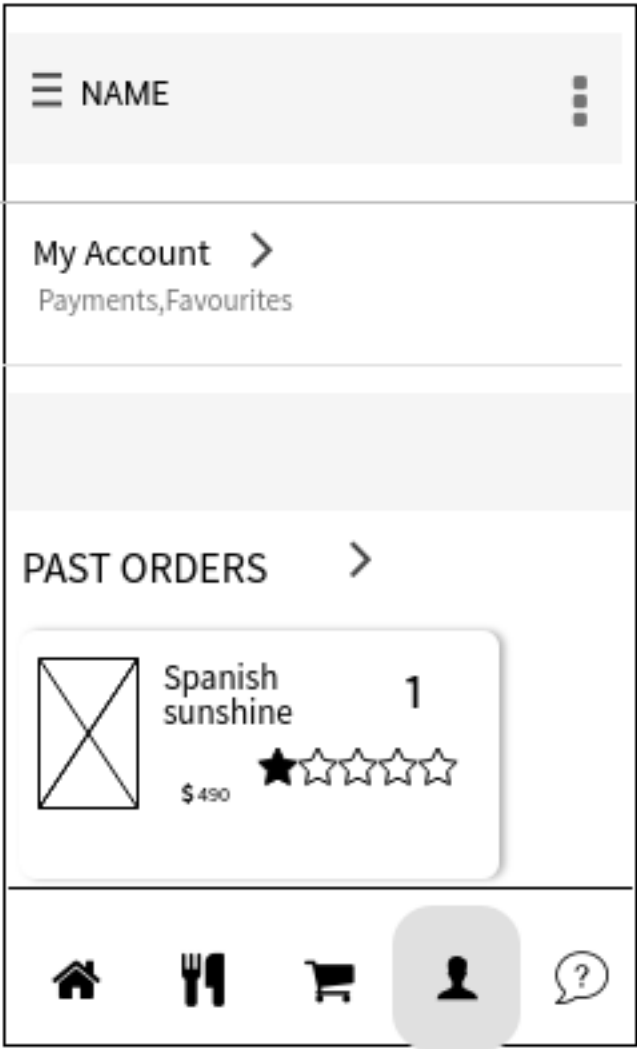 NAME
My Account
Payments,Favourites
PAST ORDERS
Spanish
sunshine
1
$ 490
?